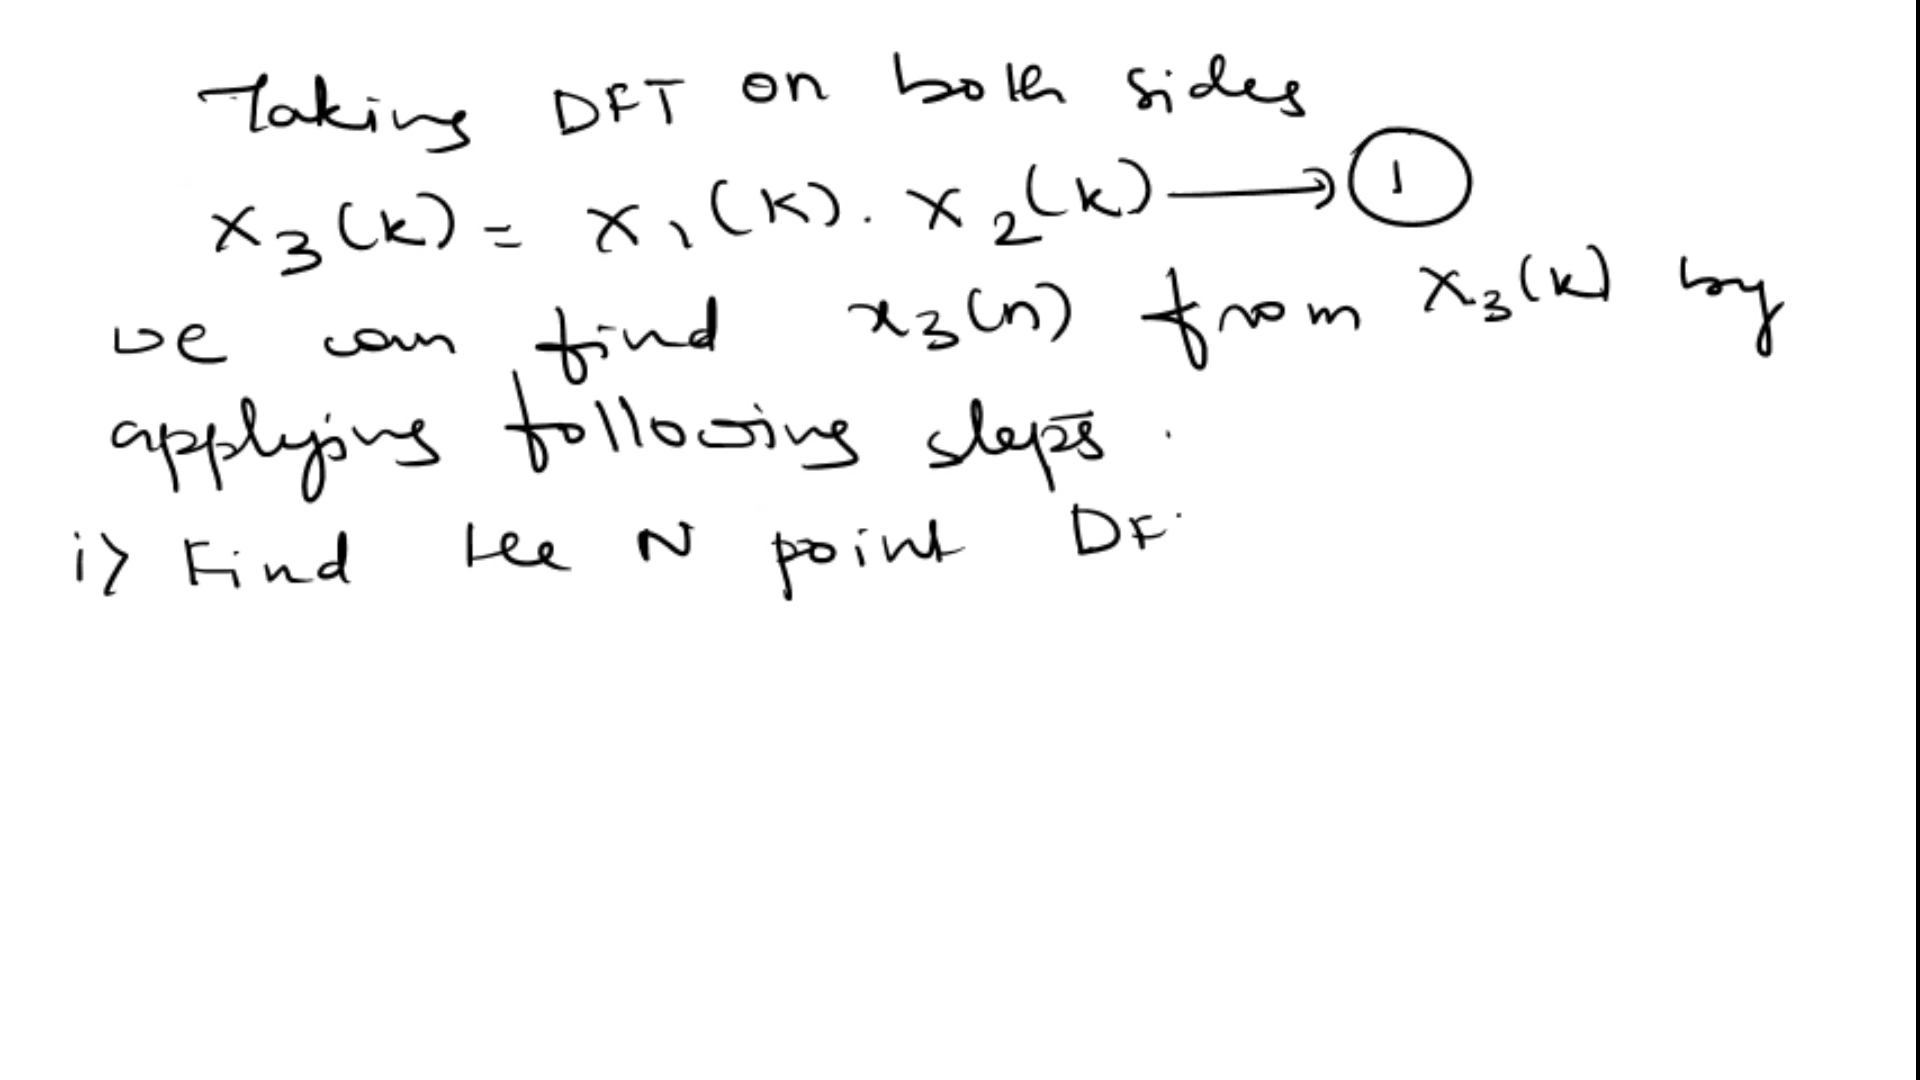 Taking DFT on both sides
X₃(k) = X₁(k) . X₂(k) ⟶ ①
we can find x₃(n) from X₃(k) by
applying following steps .
i> Find the N point DF